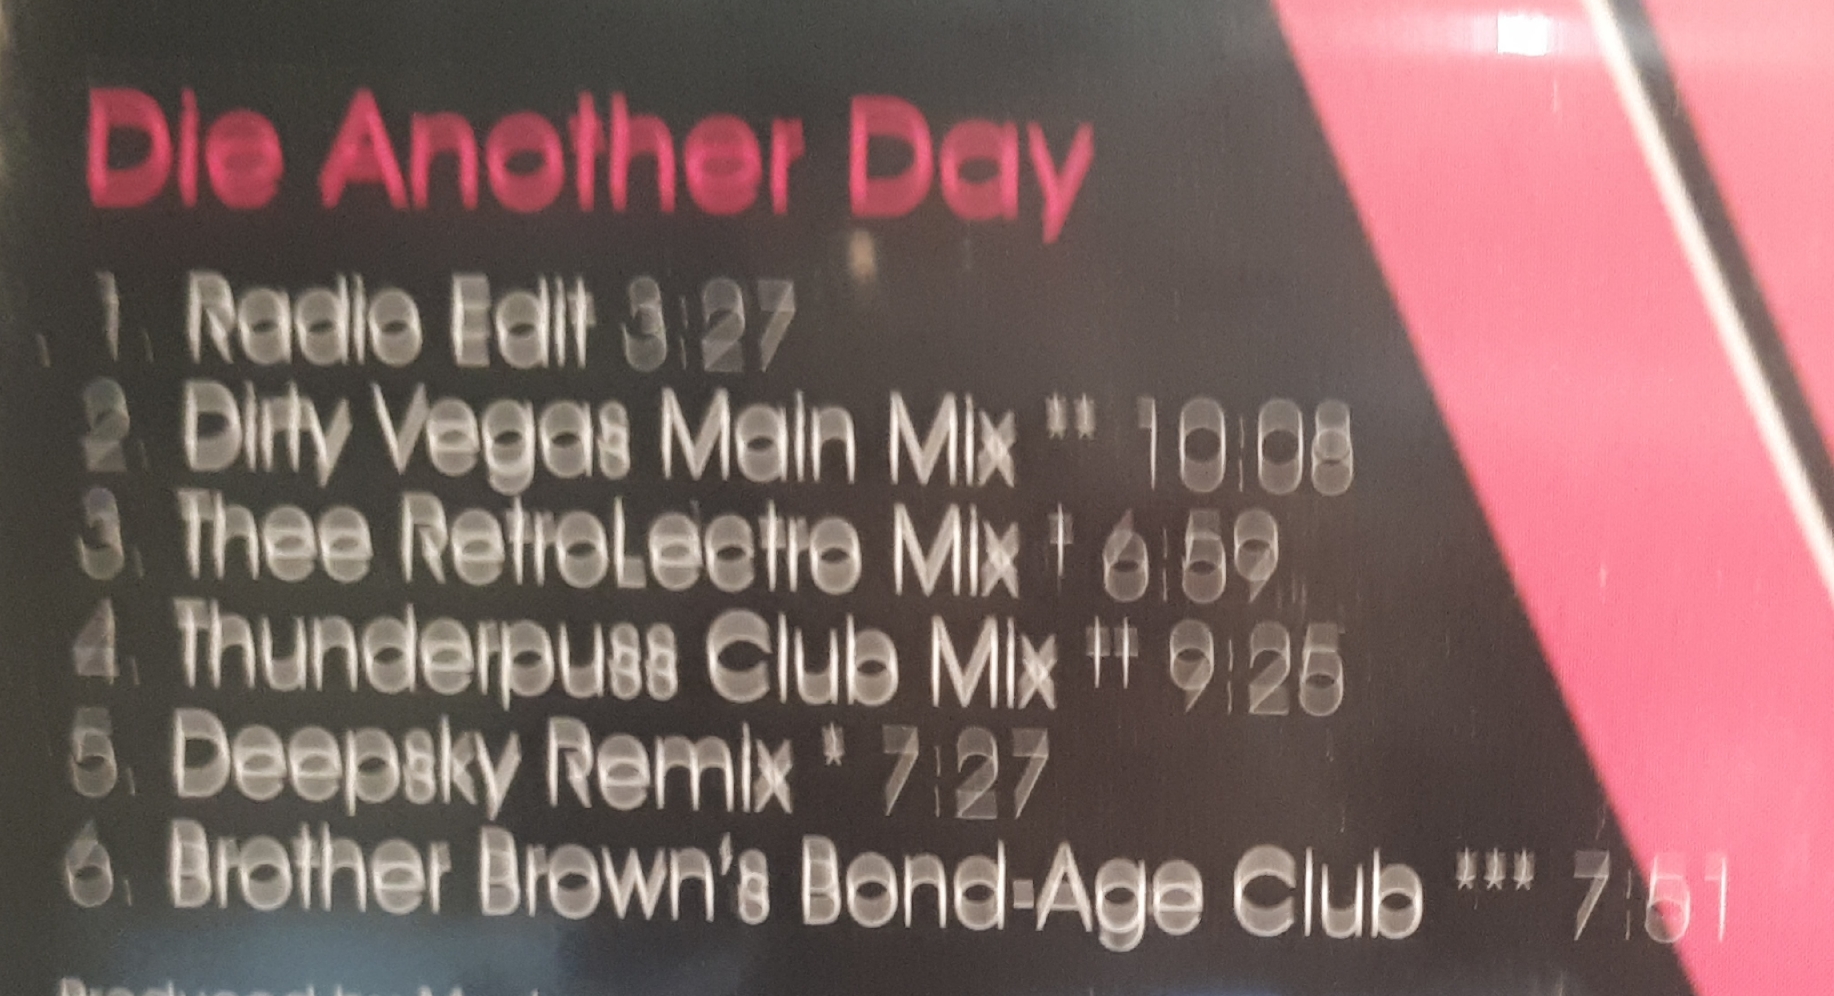 Die Another Day
1. Radio Edit 3:27
2. Dirty Vegas Main Mix ** 10:08
3. Thee RetroLectro Mix † 6:59
4. Thunderpuss Club Mix †† 9:25
5. Deepsky Remix * 7:27
6. Brother Brown's Bond-Age Club *** 7:51
Produced by